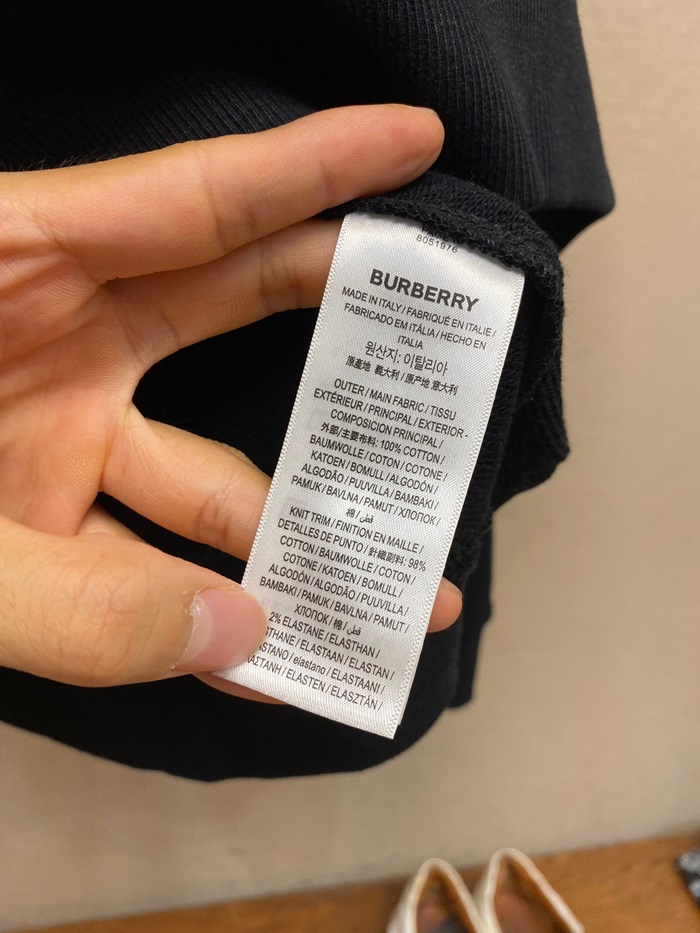 8051976
BURBERRY
MADE IN ITALY / FABRIQUÉ EN ITALIE /
FABRICADO EM ITÁLIA / HECHO EN
ITALIA
원산지: 이탈리아
原產地 義大利 / 原产地 意大利
OUTER / MAIN FABRIC / TISSU
EXTÉRIEUR / PRINCIPAL / EXTERIOR -
COMPOSICION PRINCIPAL /
外部/主要布料: 100% COTTON /
BAUMWOLLE / COTON / COTONE /
KATOEN / BOMULL / ALGODÓN /
ALGODÃO / PUUVILLA / BAMBAKI /
PAMUK / BAVLNA / PAMUT / ХЛОПОК /
棉 / قطن /
KNIT TRIM / FINITION EN MAILLE /
DETALLES DE PUNTO / 針織副料: 98%
COTTON / BAUMWOLLE / COTON /
COTONE / KATOEN / BOMULL /
ALGODÓN / ALGODÃO / PUUVILLA /
BAMBAKI / PAMUK / BAVLNA / PAMUT /
ХЛОПОК / 棉 / قطن /
2% ELASTANE / ELASTHAN /
ELASTAAN / ELASTAN /
elastano / ELASTAANI /
ELASTEN / ELASZTÁN /